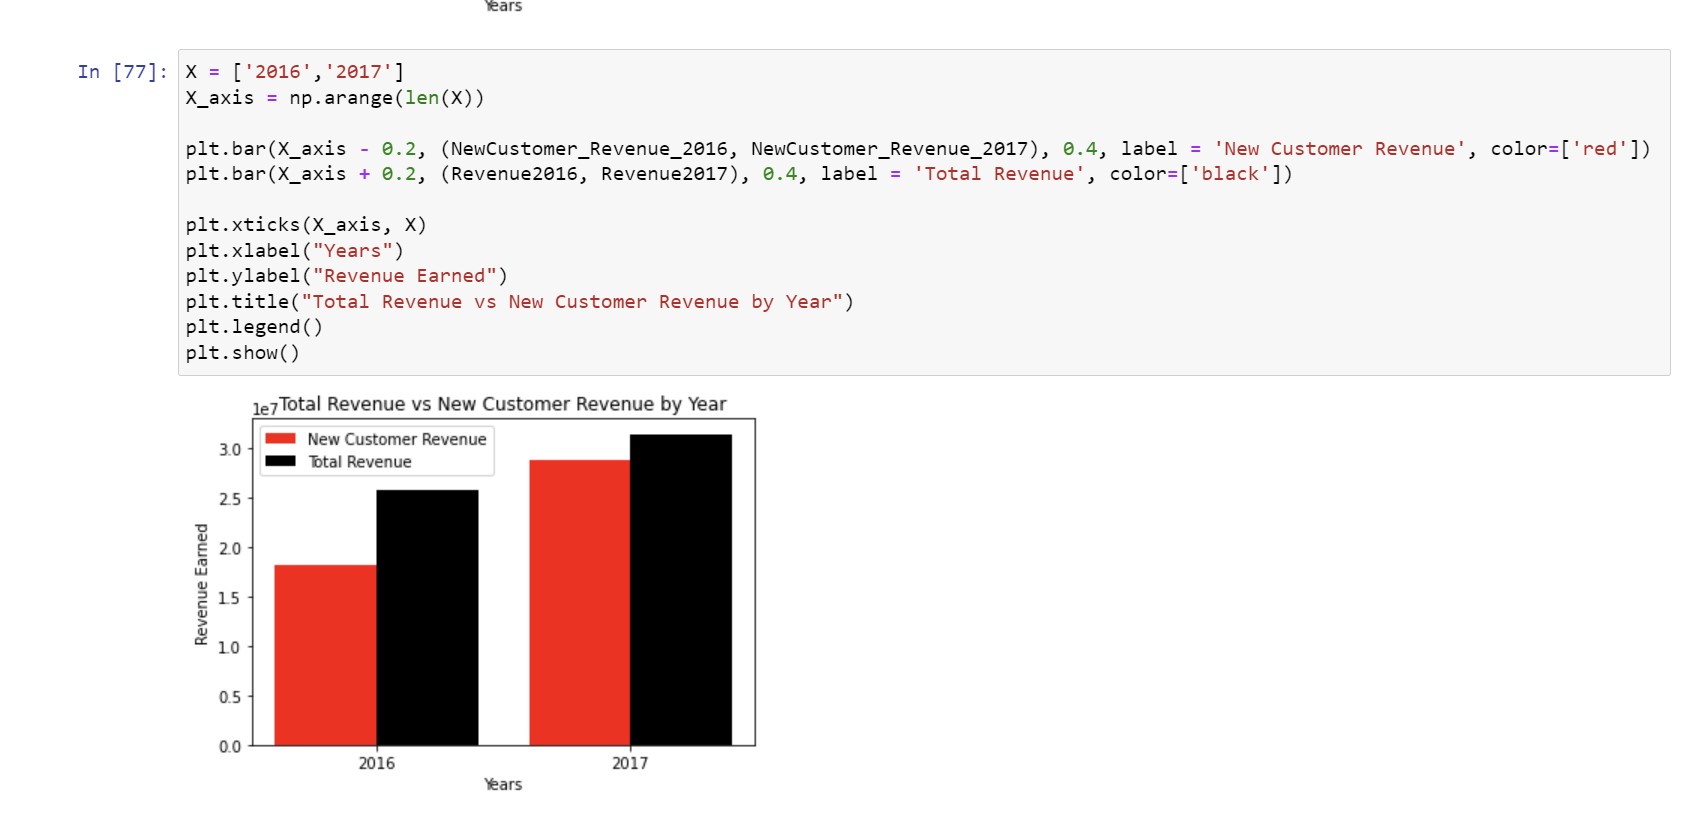 Years
In [77]:
X = ['2016','2017']
X_axis = np.arange(len(X))
plt.bar(X_axis - 0.2, (NewCustomer_Revenue_2016, NewCustomer_Revenue_2017), 0.4, label = 'New Customer Revenue', color=['red'])
plt.bar(X_axis + 0.2, (Revenue2016, Revenue2017), 0.4, label = 'Total Revenue', color=['black'])
plt.xticks(X_axis, X)
plt.xlabel("Years")
plt.ylabel("Revenue Earned")
plt.title("Total Revenue vs New Customer Revenue by Year")
plt.legend()
plt.show()
1e7
Total Revenue vs New Customer Revenue by Year
New Customer Revenue
Total Revenue
3.0
2.5
2.0
1.5
1.0
0.5
0.0
Revenue Earned
2016
2017
Years